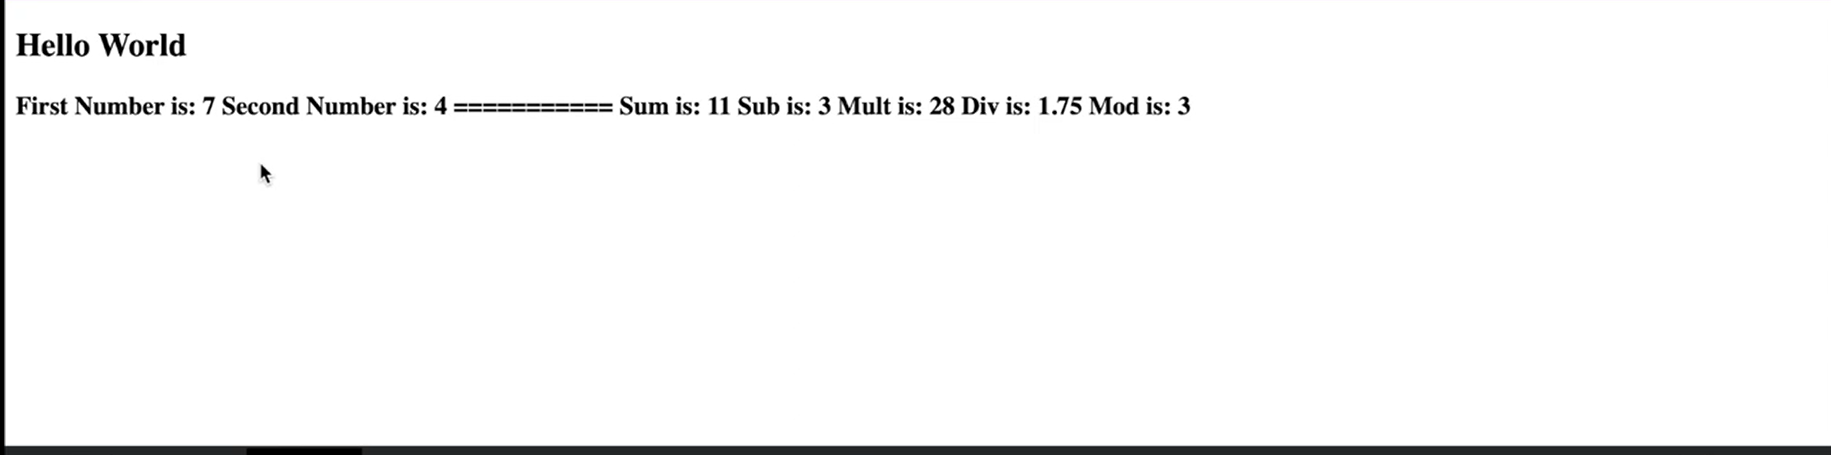 Hello World
First Number is: 7 Second Number is: 4 =========== Sum is: 11 Sub is: 3 Mult is: 28 Div is: 1.75 Mod is: 3